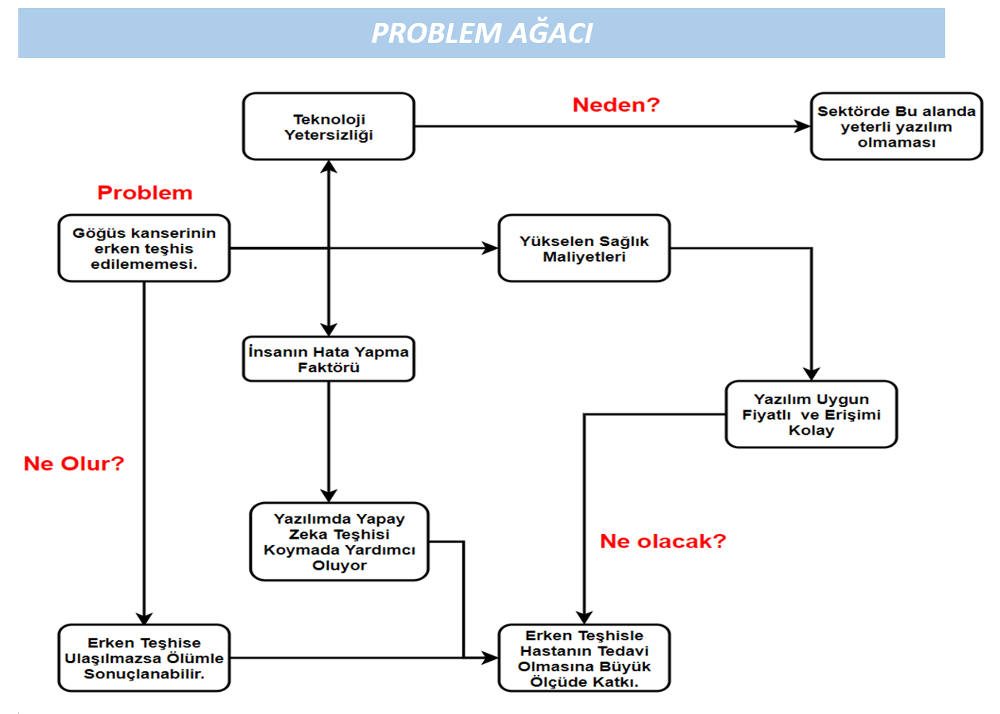 PROBLEM AĞACI
Neden?
Teknoloji
Yetersizliği
Sektörde Bu alanda
yeterli yazılım
olmaması
Problem
Göğüs kanserinin
erken teşhis
edilememesi.
Yükselen Sağlık
Maliyetleri
İnsanın Hata Yapma
Faktörü
Yazılım Uygun
Fiyatlı ve Erişimi
Kolay
Ne Olur?
Yazılımda Yapay
Zeka Teşhisi
Koymada Yardımcı
Oluyor
Ne olacak?
Erken Teşhise
Ulaşılmazsa Ölümle
Sonuçlanabilir.
Erken Teşhisle
Hastanın Tedavi
Olmasına Büyük
Ölçüde Katkı.